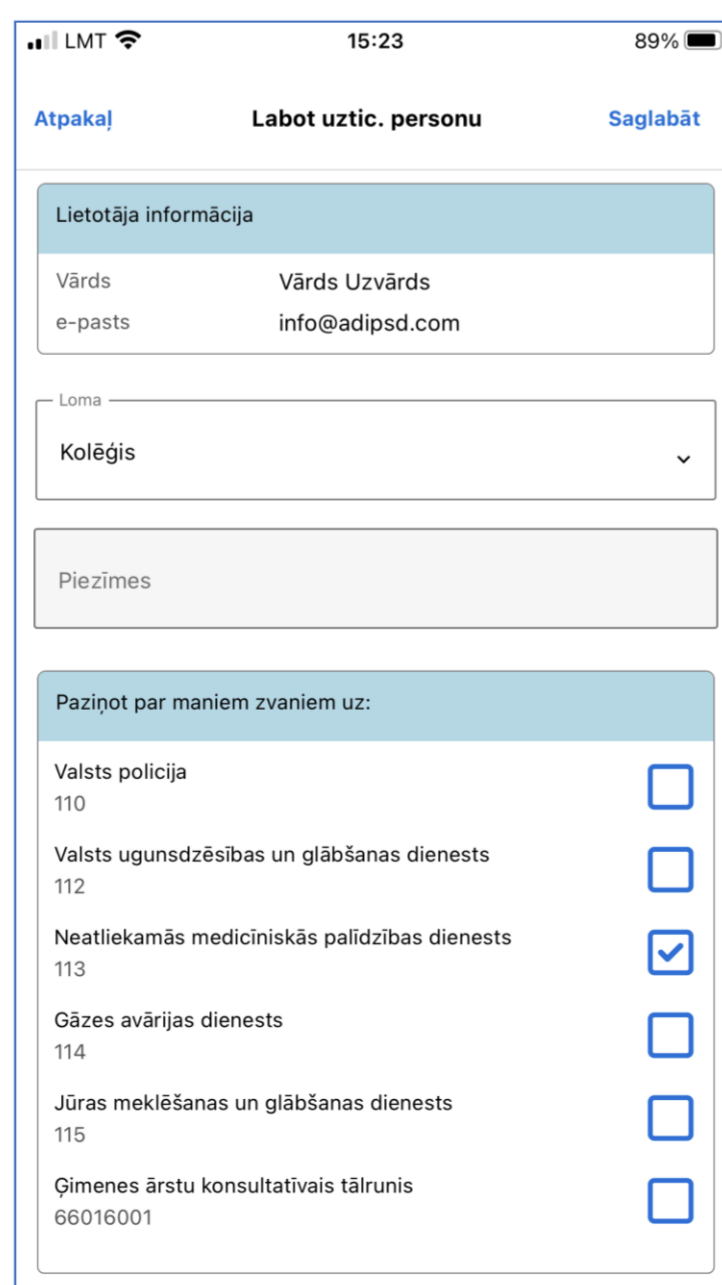 LMT 15:23 89%
Atpakaļ Labot uztic. personu Saglabāt
Lietotāja informācija
Vārds Vārds Uzvārds
e-pasts info@adipsd.com
Loma
Kolēģis
Piezīmes
Paziņot par maniem zvaniem uz:
Valsts policija
110
Valsts ugunsdzēsības un glābšanas dienests
112
Neatliekamās medicīniskās palīdzības dienests
113
Gāzes avārijas dienests
114
Jūras meklēšanas un glābšanas dienests
115
Ģimenes ārstu konsultatīvais tālrunis
66016001